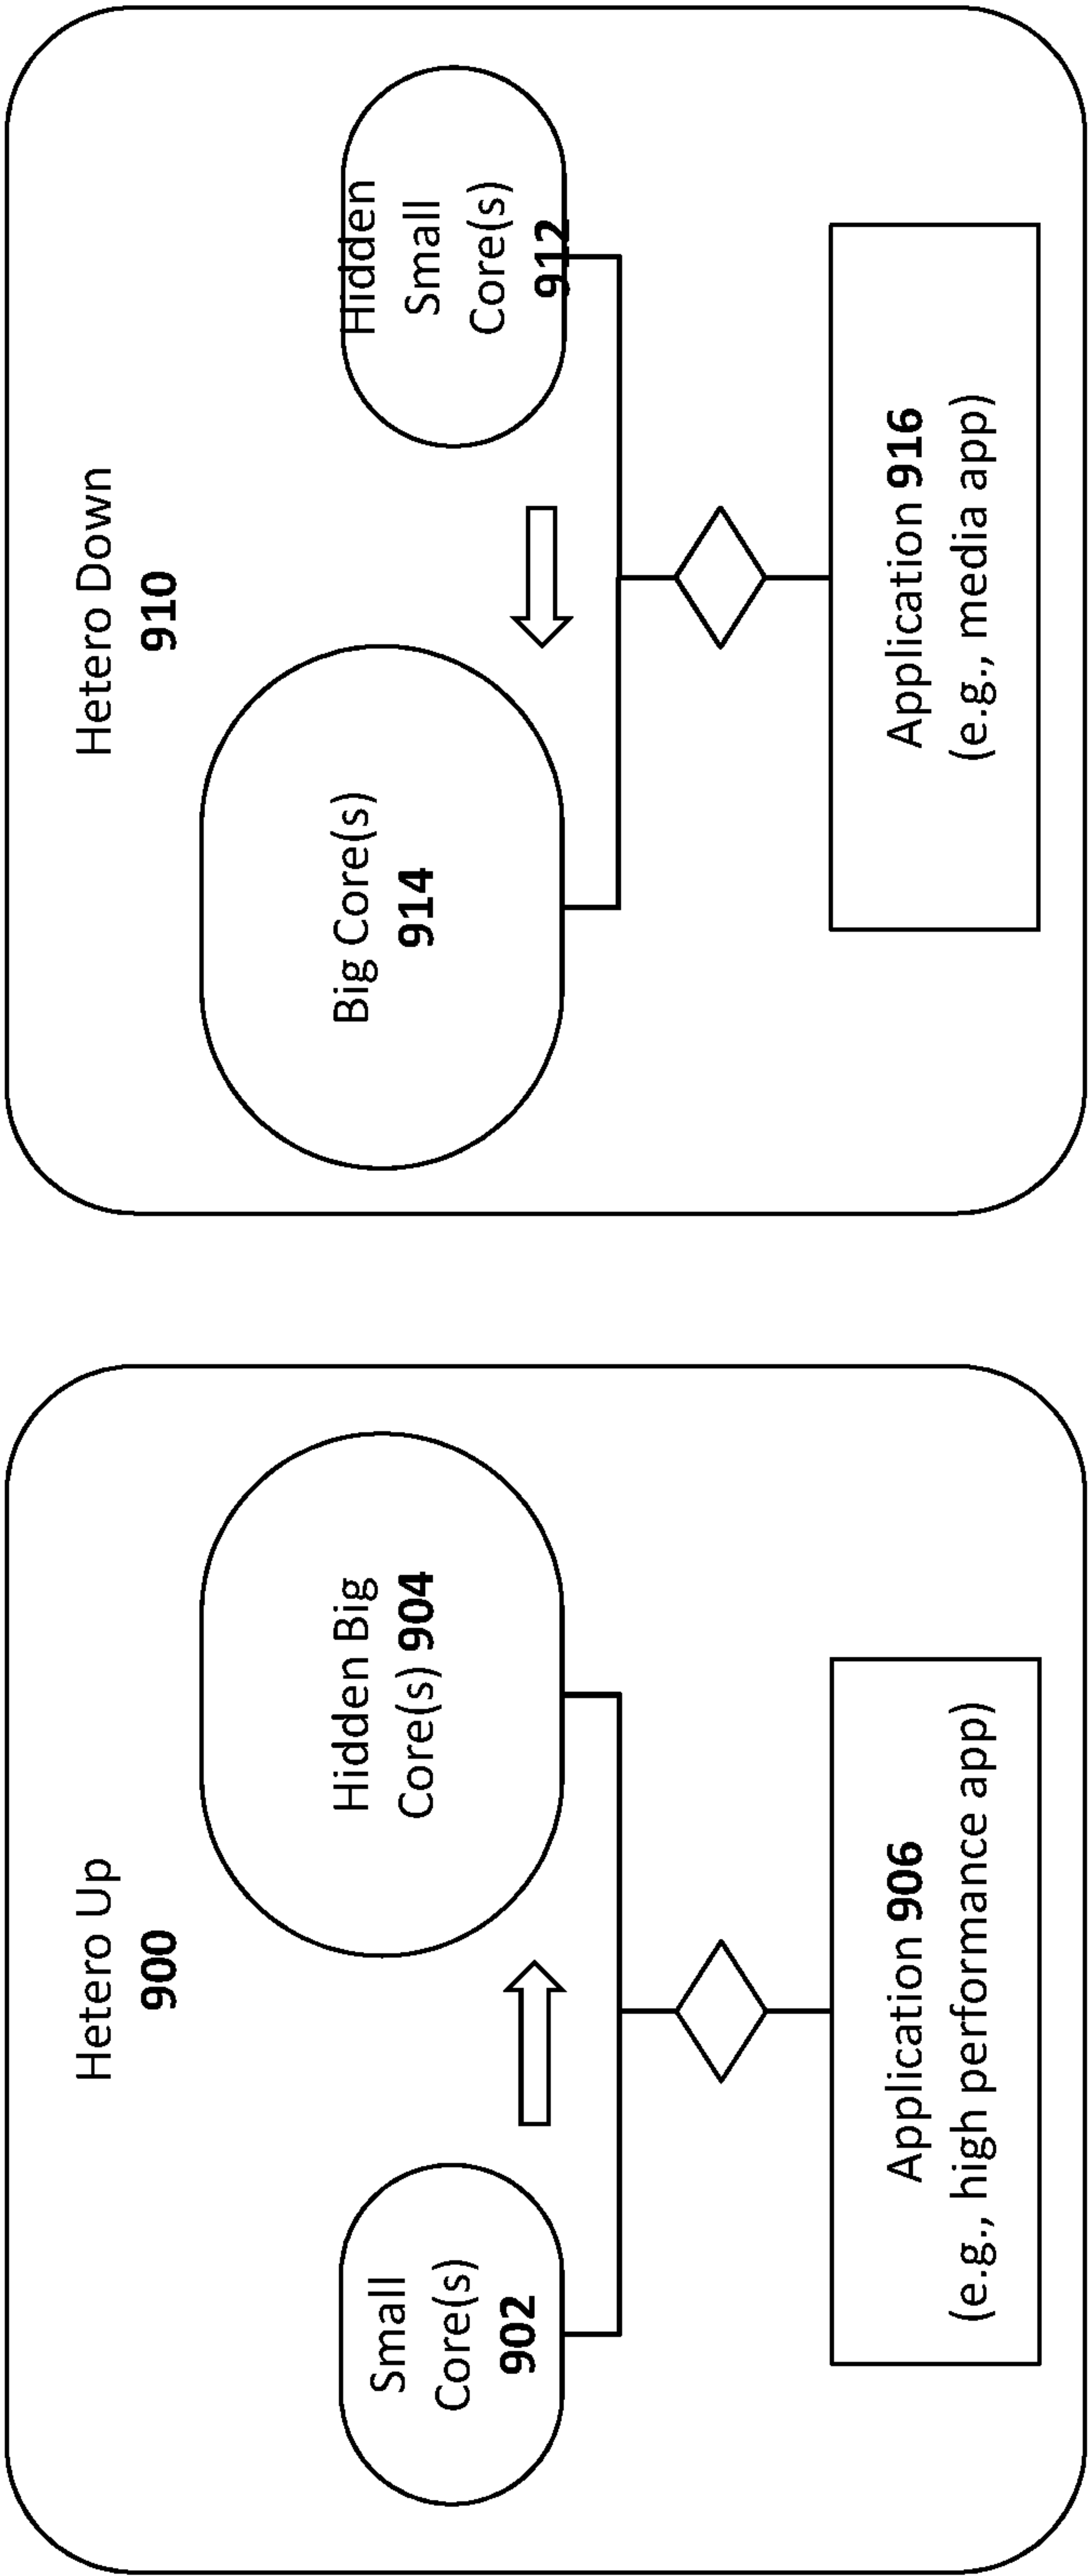 Hetero Up
900
Small
Core(s)
902
Hidden Big
Core(s) 904
Application 906
(e.g., high performance app)
Hetero Down
910
Big Core(s)
914
Hidden
Small
Core(s)
912
Application 916
(e.g., media app)